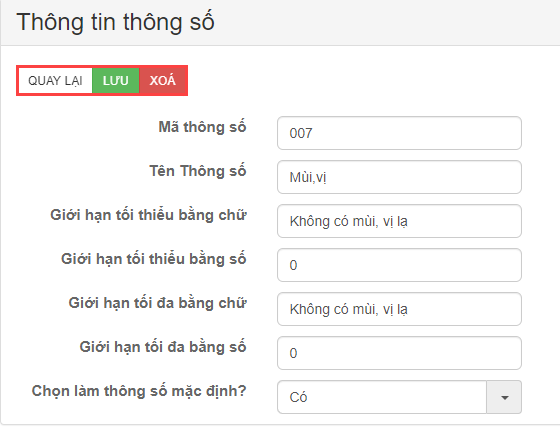 Thông tin thông số
QUAY LẠI LƯU XOÁ
Mã thông số 007
Tên Thông số Mùi,vị
Giới hạn tối thiểu bằng chữ Không có mùi, vị lạ
Giới hạn tối thiểu bằng số 0
Giới hạn tối đa bằng chữ Không có mùi, vị lạ
Giới hạn tối đa bằng số 0
Chọn làm thông số mặc định? Có